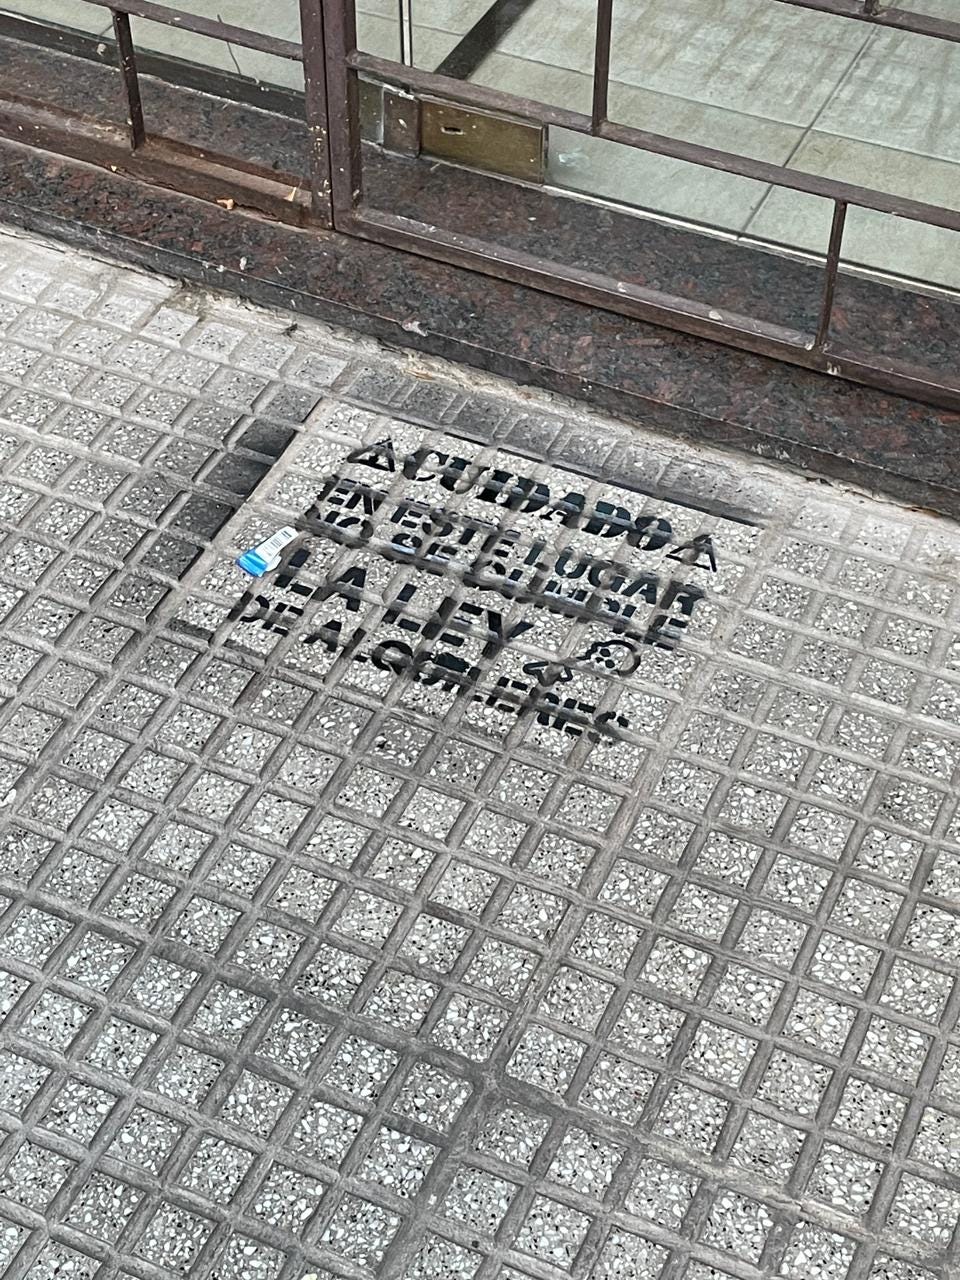 ⚠CUIDADO⚠
EN ESTE LUGAR
NO SE CUMPLE
LA LEY
DE ALQUILERES